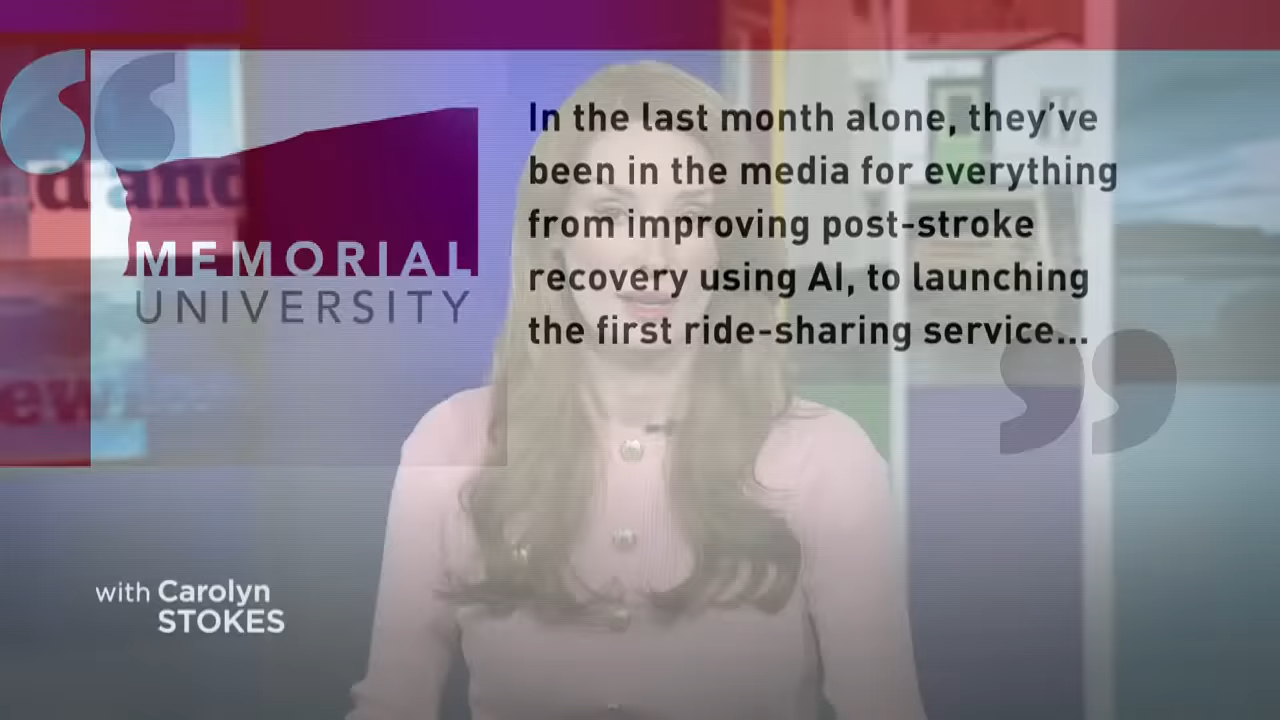 In the last month alone, they've
been in the media for everything
from improving post-stroke
recovery using AI, to launching
the first ride-sharing service...
MEMORIAL
UNIVERSITY
with Carolyn
STOKES